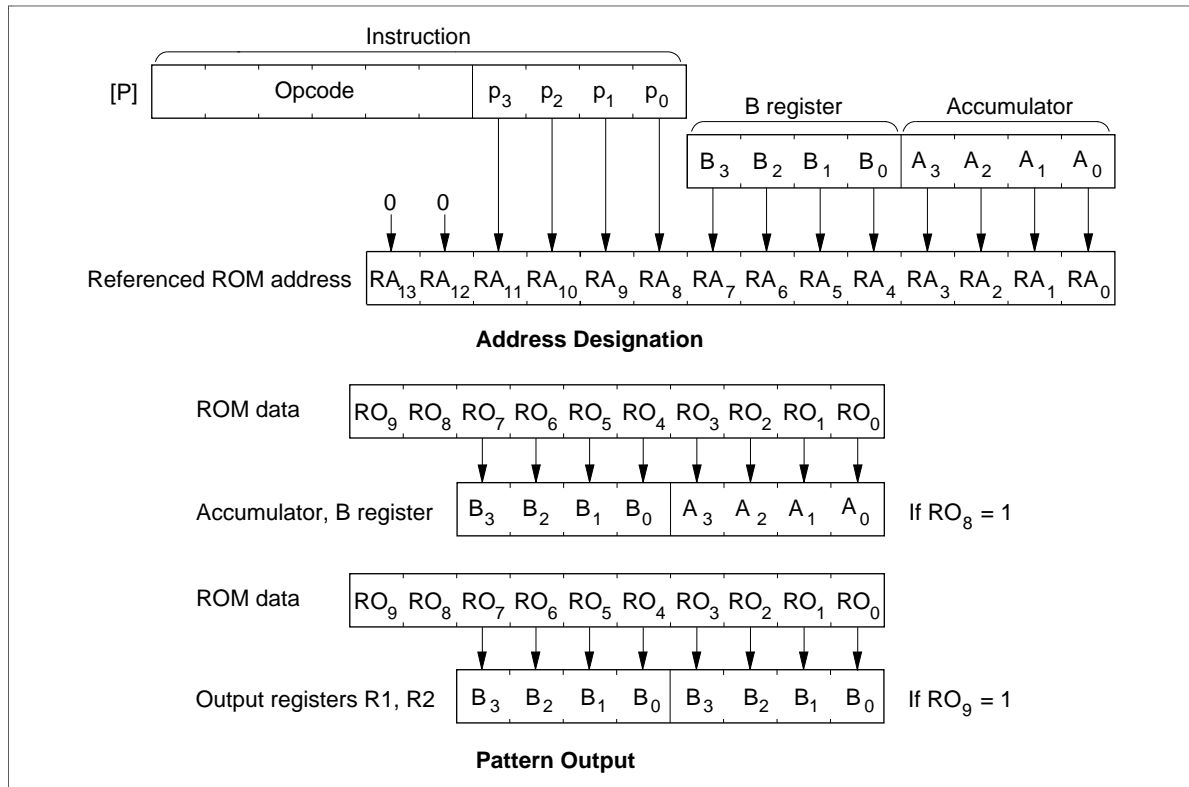 Instruction
[P] Opcode p3 p2 p1 p0
B register Accumulator
B3 B2 B1 B0 A3 A2 A1 A0
0 0
Referenced ROM address RA13 RA12 RA11 RA10 RA9 RA8 RA7 RA6 RA5 RA4 RA3 RA2 RA1 RA0
Address Designation
ROM data RO9 RO8 RO7 RO6 RO5 RO4 RO3 RO2 RO1 RO0
Accumulator, B register B3 B2 B1 B0 A3 A2 A1 A0 If RO8 = 1
ROM data RO9 RO8 RO7 RO6 RO5 RO4 RO3 RO2 RO1 RO0
Output registers R1, R2 B3 B2 B1 B0 B3 B2 B1 B0 If RO9 = 1
Pattern Output